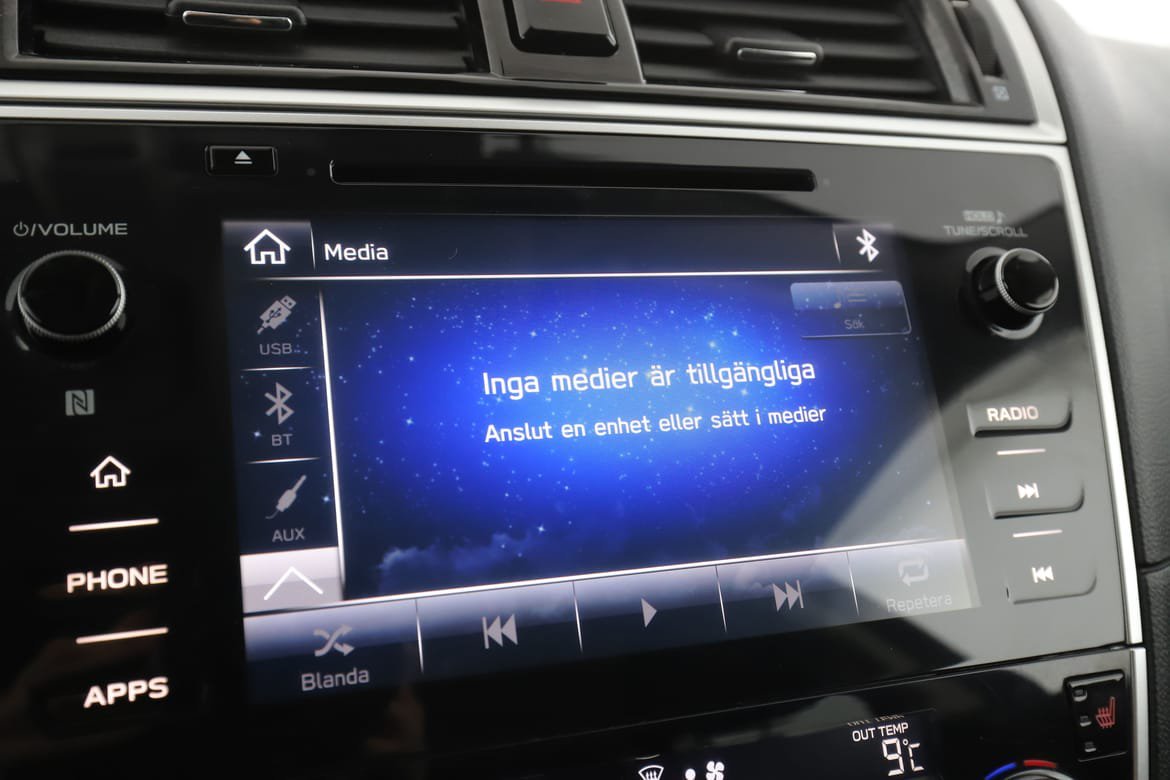 ⏻/VOLUME
TUNE/SCROLL
Media
Sök
USB
BT
AUX
Inga medier är tillgängliga
Anslut en enhet eller sätt i medier
RADIO
PHONE
APPS
Blanda
Repetera
OUT TEMP
9°C